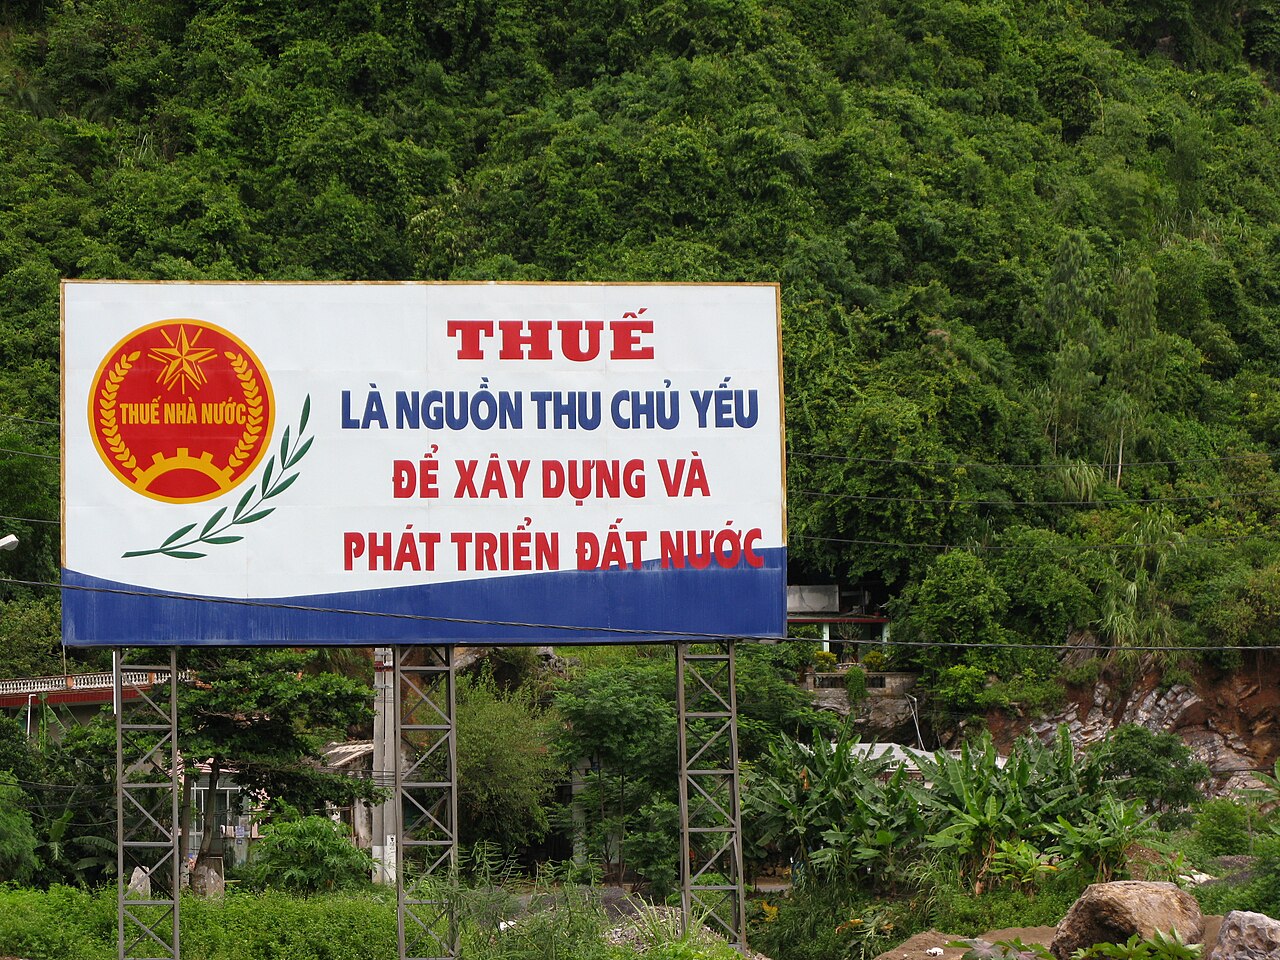 THUẾ NHÀ NƯỚC
THUẾ
LÀ NGUỒN THU CHỦ YẾU
ĐỂ XÂY DỰNG VÀ
PHÁT TRIỂN ĐẤT NƯỚC